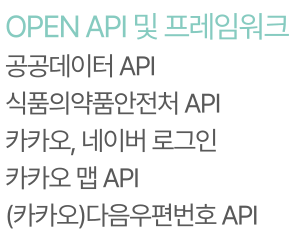 OPEN API 및 프레임워크
공공데이터 API
식품의약품안전처 API
카카오, 네이버 로그인
카카오 맵 API
(카카오)다음우편번호 API